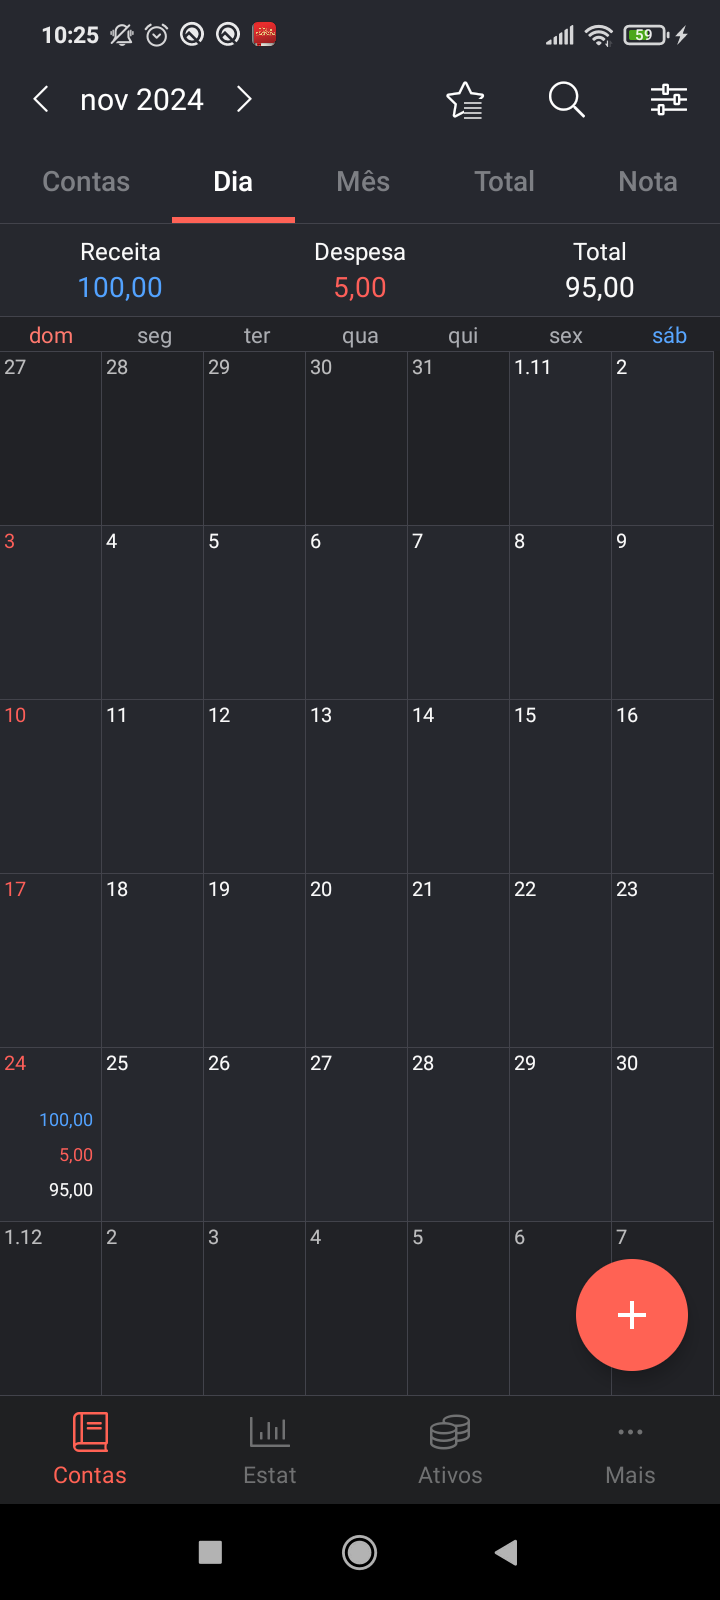 10:25 59
nov 2024
Contas Dia Mês Total Nota
Receita Despesa Total
100,00 5,00 95,00
dom seg ter qua qui sex sáb
27 28 29 30 31 1.11 2
3 4 5 6 7 8 9
10 11 12 13 14 15 16
17 18 19 20 21 22 23
24 25 26 27 28 29 30
100,00
5,00
95,00
1.12 2 3 4 5 6 7
+
Contas Estat Ativos Mais